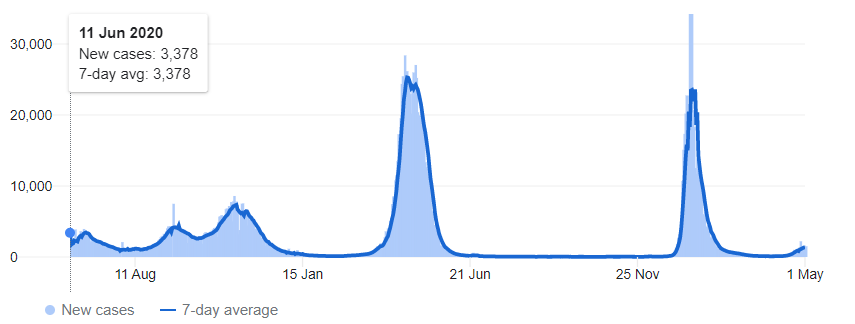 11 Jun 2020
New cases: 3,378
7-day avg: 3,378
30,000
20,000
10,000
0
11 Aug 15 Jan 21 Jun 25 Nov 1 May
New cases 7-day average